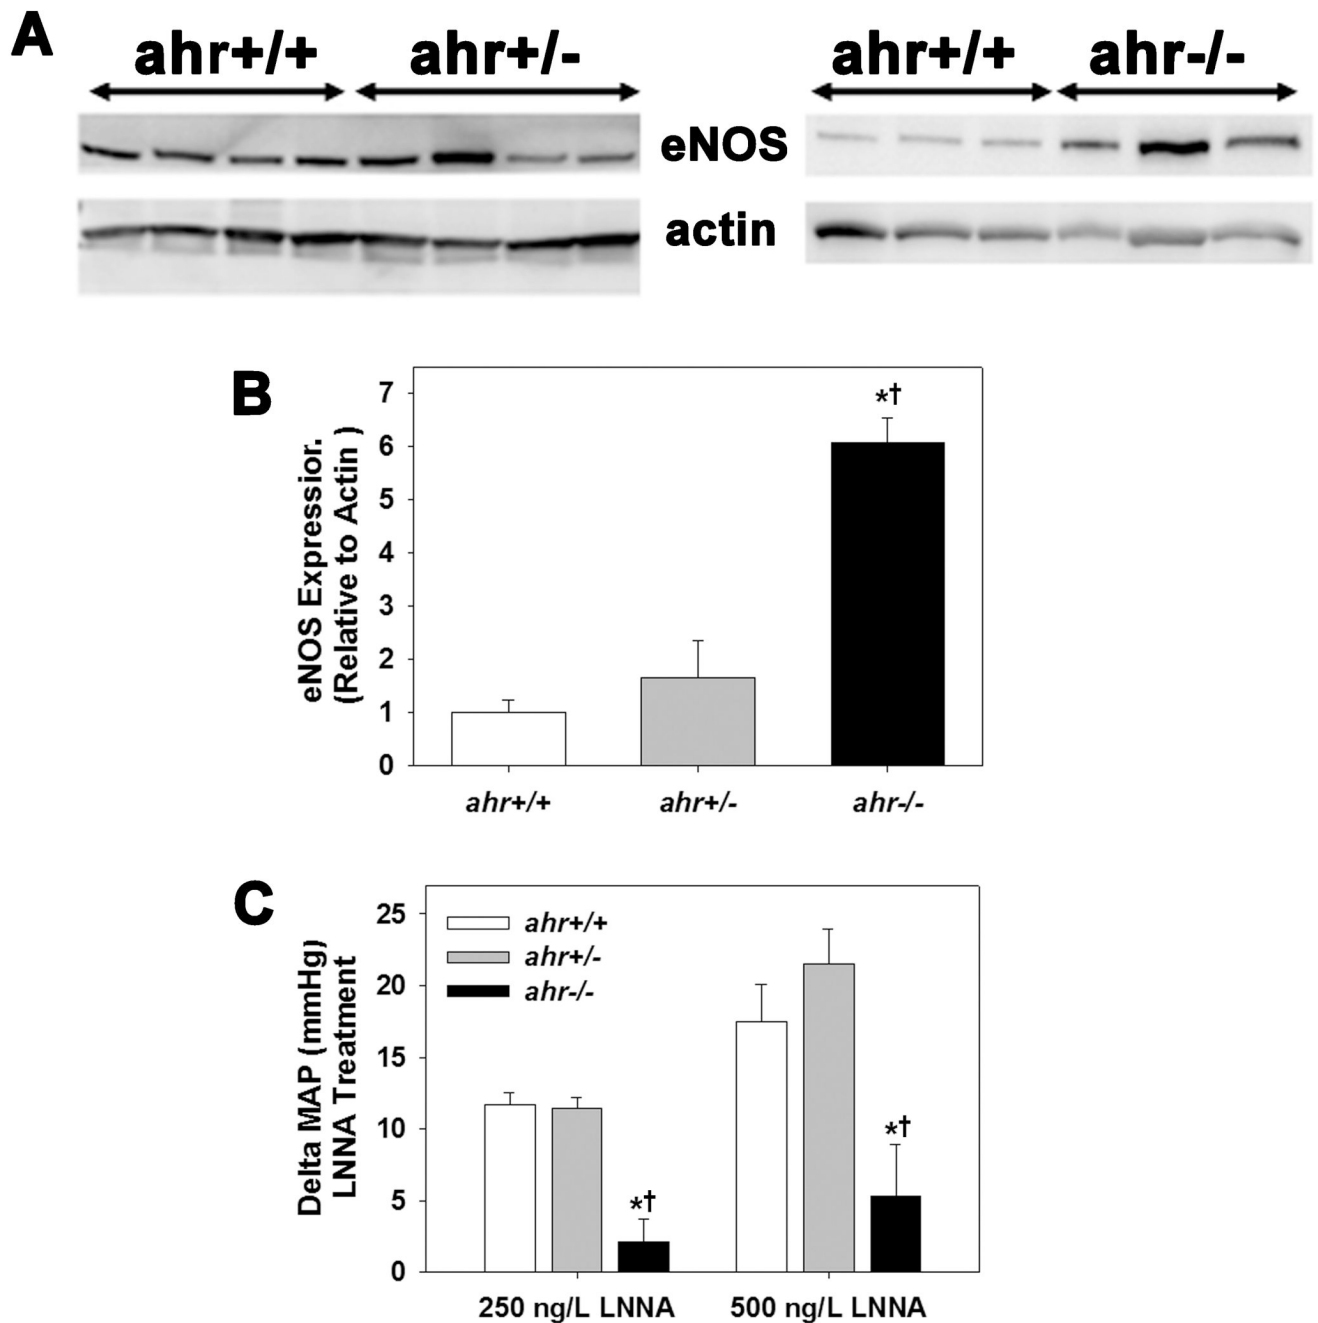 A
ahr+/+ ahr+/- ahr+/+ ahr-/-
eNOS
actin
B
7
6
5
4
3
2
1
0
eNOS Expression.
(Relative to Actin )
*†
ahr+/+ ahr+/- ahr-/-
C
25
20
15
10
5
0
Delta MAP (mmHg)
LNNA Treatment
ahr+/+
ahr+/-
ahr-/-
*†
*†
250 ng/L LNNA 500 ng/L LNNA